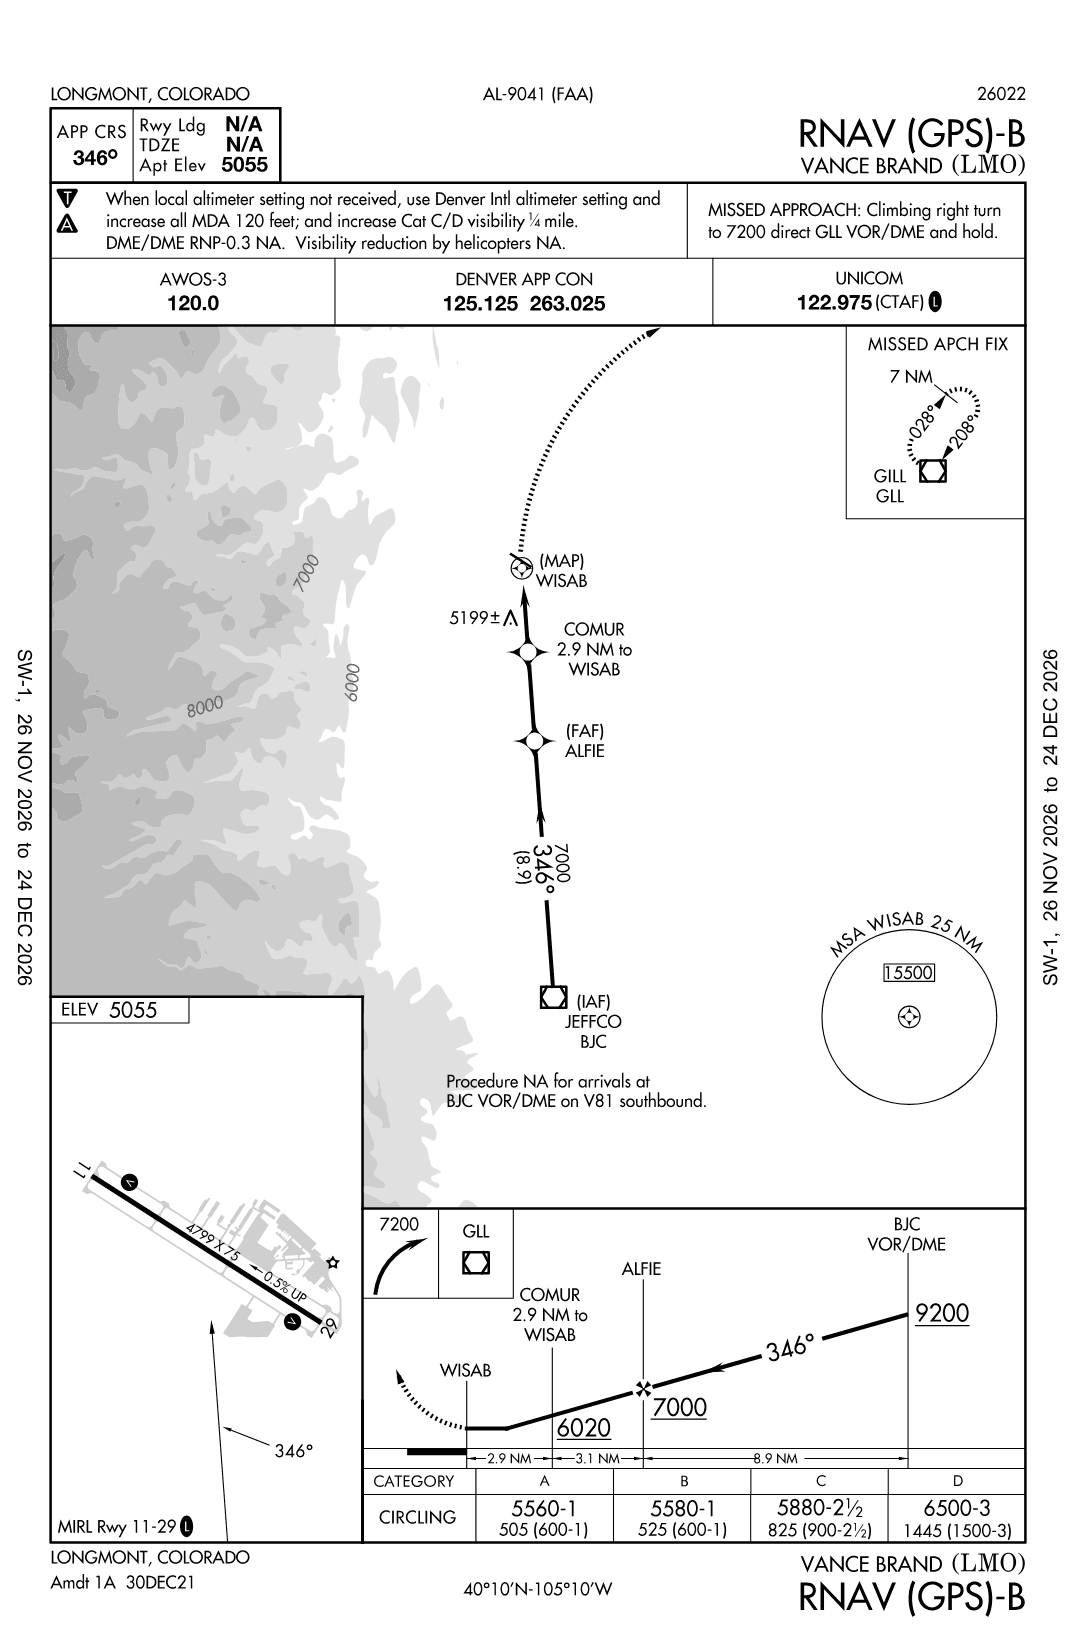 LONGMONT, COLORADO
AL-9041 (FAA)
26022
APP CRS
346°
Rwy Ldg N/A
TDZE N/A
Apt Elev 5055
RNAV (GPS)-B
VANCE BRAND (LMO)
T
A
When local altimeter setting not received, use Denver Intl altimeter setting and
increase all MDA 120 feet; and increase Cat C/D visibility ¼ mile.
DME/DME RNP-0.3 NA. Visibility reduction by helicopters NA.
MISSED APPROACH: Climbing right turn
to 7200 direct GLL VOR/DME and hold.
AWOS-3
120.0
DENVER APP CON
125.125 263.025
UNICOM
122.975 (CTAF) L
MISSED APCH FIX
7 NM
028°
208°
GILL
GLL
(MAP)
WISAB
5199±
COMUR
2.9 NM to
WISAB
(FAF)
ALFIE
7000
346°
(8.9)
(IAF)
JEFFCO
BJC
7000
6000
8000
Procedure NA for arrivals at
BJC VOR/DME on V81 southbound.
MSA WISAB 25 NM
15500
SW-1, 26 NOV 2026 to 24 DEC 2026
SW-1, 26 NOV 2026 to 24 DEC 2026
ELEV 5055
11
V
4799 X 75
0.5% UP
V
29
346°
MIRL Rwy 11-29 L
7200
GLL
BJC
VOR/DME
ALFIE
COMUR
2.9 NM to
WISAB
WISAB
9200
346°
7000
6020
2.9 NM
3.1 NM
8.9 NM
CATEGORY A B C D
CIRCLING
5560-1
505 (600-1)
5580-1
525 (600-1)
5880-2½
825 (900-2½)
6500-3
1445 (1500-3)
LONGMONT, COLORADO
Amdt 1A 30DEC21
40°10'N-105°10'W
VANCE BRAND (LMO)
RNAV (GPS)-B